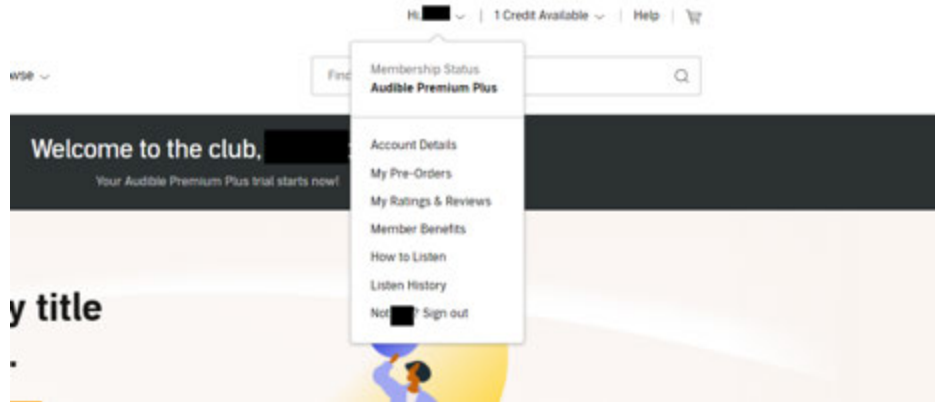 Hi, 1 Credit Available Help
wse
Find
Membership Status
Audible Premium Plus
Welcome to the club,
Your Audible Premium Plus trial starts now!
Account Details
My Pre-Orders
My Ratings & Reviews
Member Benefits
How to Listen
Listen History
Not ? Sign out
y title
.